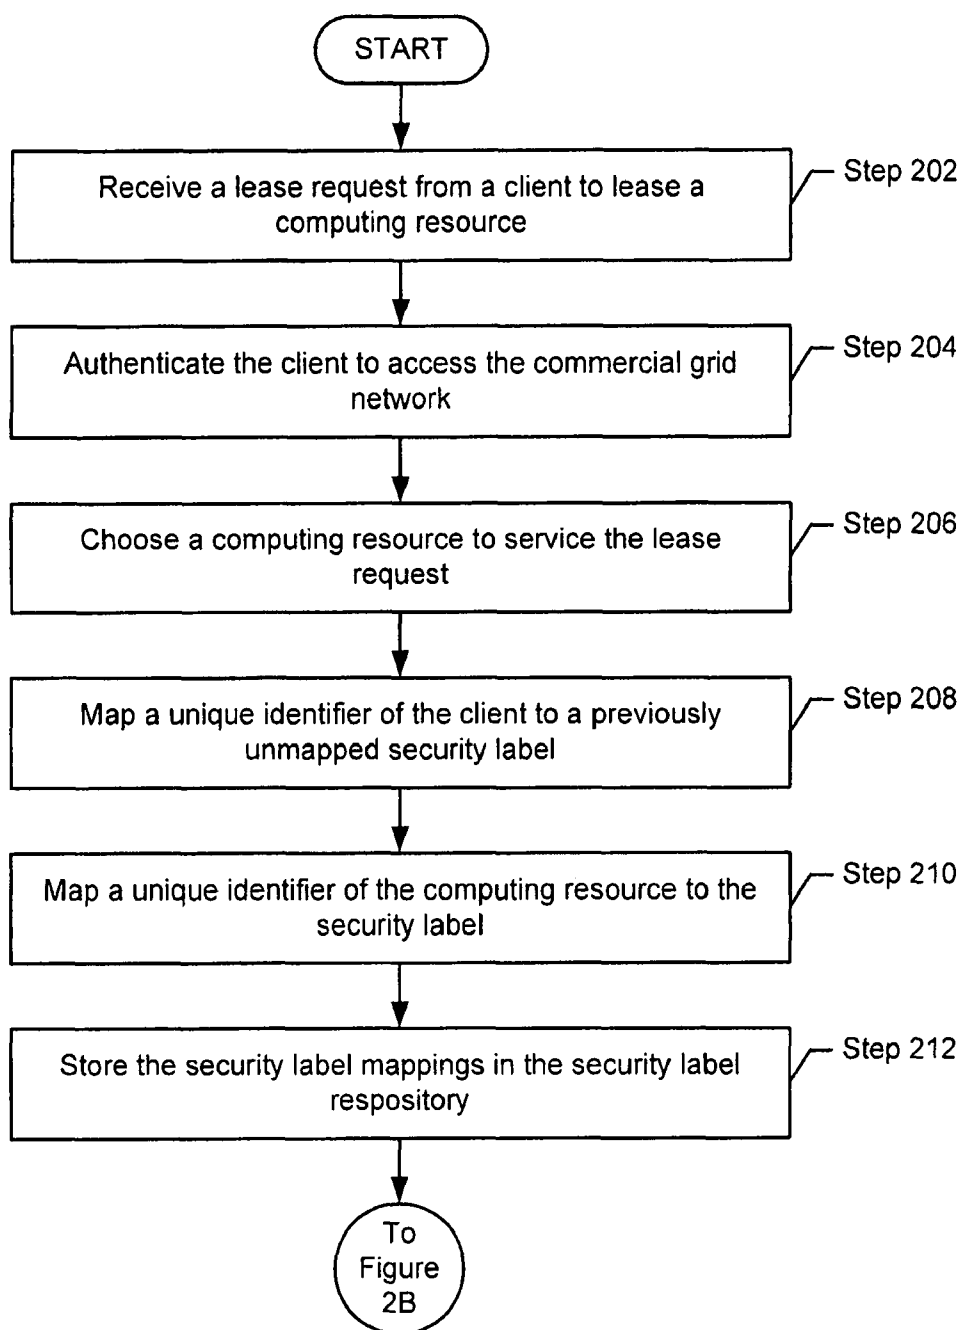 START
Receive a lease request from a client to lease a
computing resource
Step 202
Authenticate the client to access the commercial grid
network
Step 204
Choose a computing resource to service the lease
request
Step 206
Map a unique identifier of the client to a previously
unmapped security label
Step 208
Map a unique identifier of the computing resource to the
security label
Step 210
Store the security label mappings in the security label
respository
Step 212
To
Figure
2B